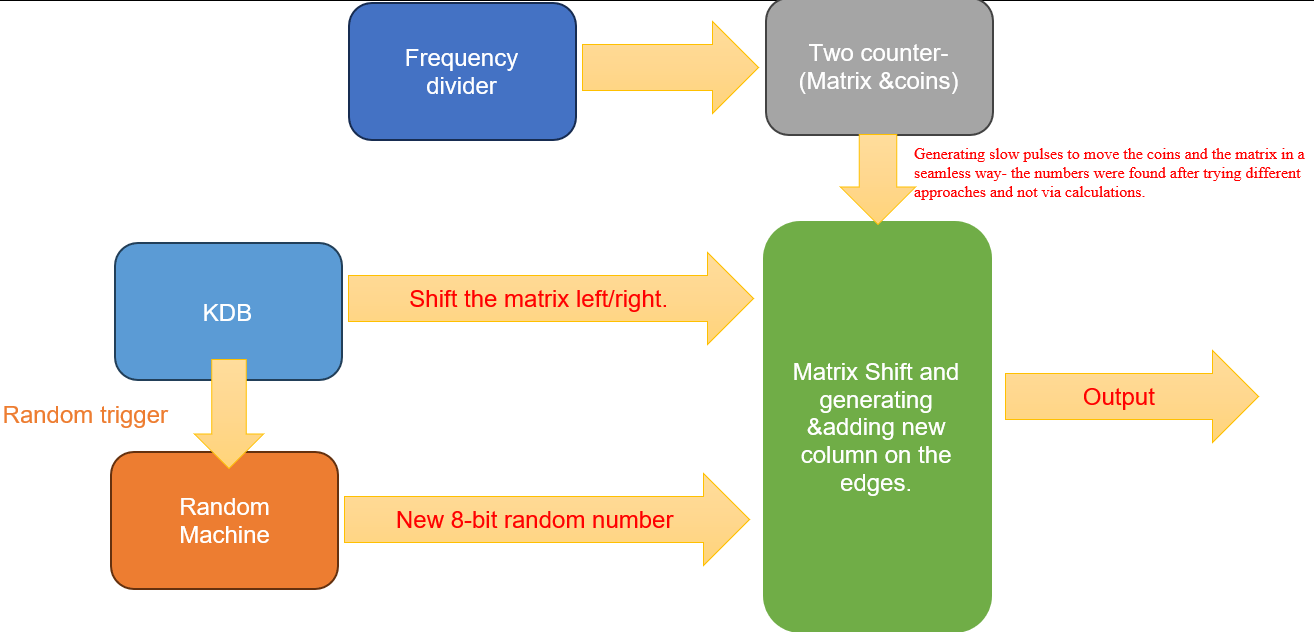 Frequency
divider
Two counter-
(Matrix &coins)
Generating slow pulses to move the coins and the matrix in a
seamless way- the numbers were found after trying different
approaches and not via calculations.
KDB
Shift the matrix left/right.
Matrix Shift and
generating
&adding new
column on the
edges.
Output
Random trigger
Random
Machine
New 8-bit random number